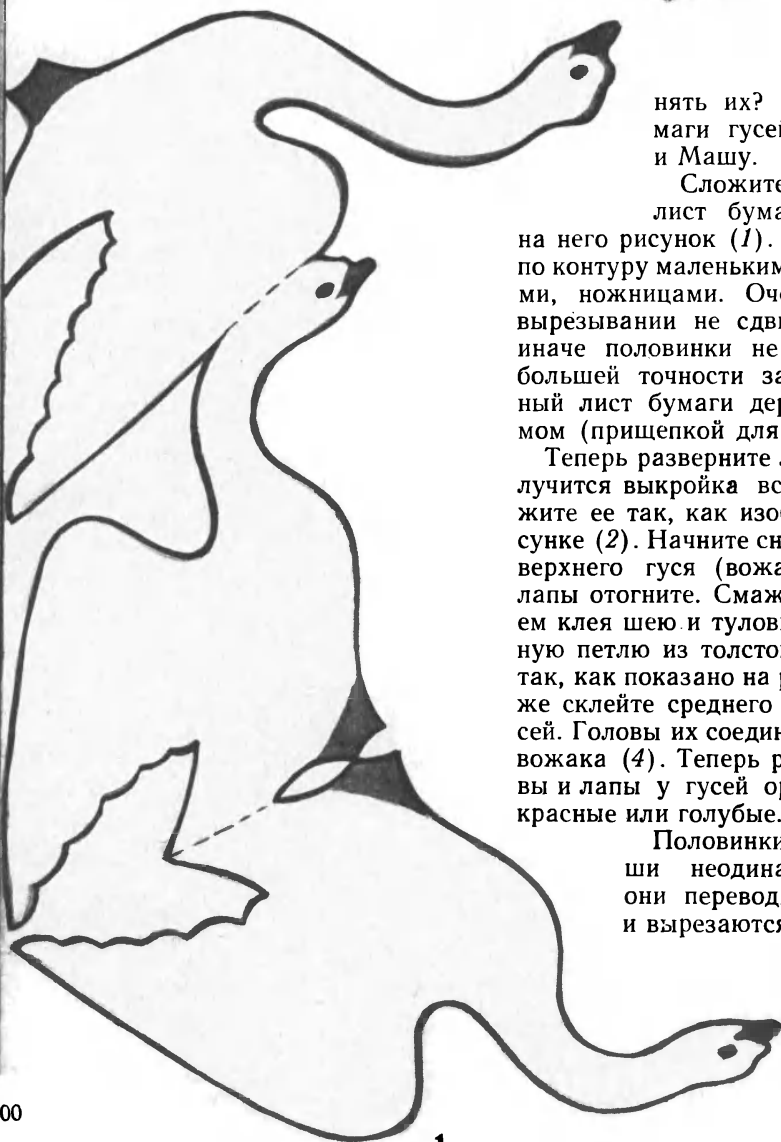 нять их?
маги гусей
и Машу.
Сложите
лист бума
на него рисунок (1).
по контуру маленьким
ми, ножницами. Оче
вырезывании не сдви
иначе половинки не
большей точности за
ный лист бумаги дер
мом (прищепкой для
Теперь разверните
лучится выкройка вс
жите ее так, как изо
сунке (2). Начните сн
верхнего гуся (вожа
лапы отогните. Смаж
ем клея шею и тулов
ную петлю из толсто
так, как показано на
же склейте среднего
сей. Головы их соедин
вожака (4). Теперь р
вы и лапы у гусей ор
красные или голубые.
Половинки
ши неодина
они перевод
и вырезаются
00
1